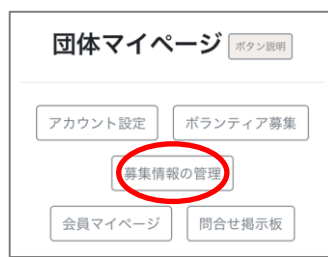 団体マイページ ボタン説明
アカウント設定 ボランティア募集
募集情報の管理
会員マイページ 問合せ掲示板